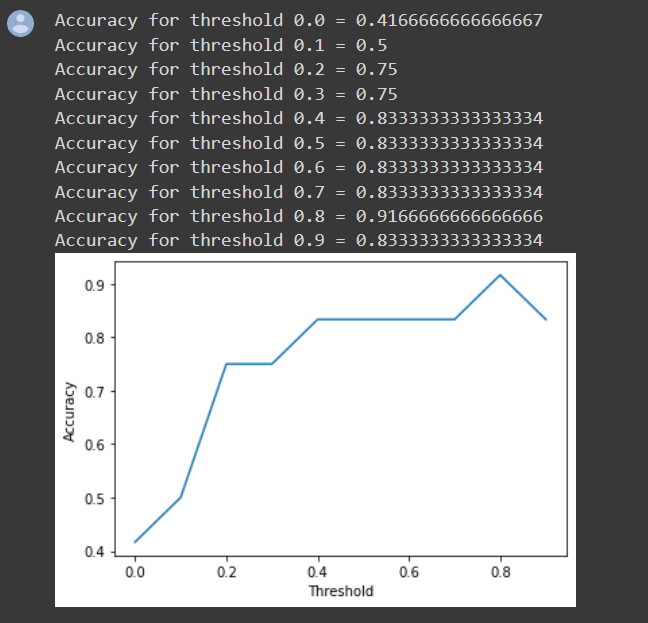 Accuracy for threshold 0.0 = 0.4166666666666667
Accuracy for threshold 0.1 = 0.5
Accuracy for threshold 0.2 = 0.75
Accuracy for threshold 0.3 = 0.75
Accuracy for threshold 0.4 = 0.8333333333333334
Accuracy for threshold 0.5 = 0.8333333333333334
Accuracy for threshold 0.6 = 0.8333333333333334
Accuracy for threshold 0.7 = 0.8333333333333334
Accuracy for threshold 0.8 = 0.9166666666666666
Accuracy for threshold 0.9 = 0.8333333333333334
Accuracy
0.9
0.8
0.7
0.6
0.5
0.4
0.0 0.2 0.4 0.6 0.8
Threshold